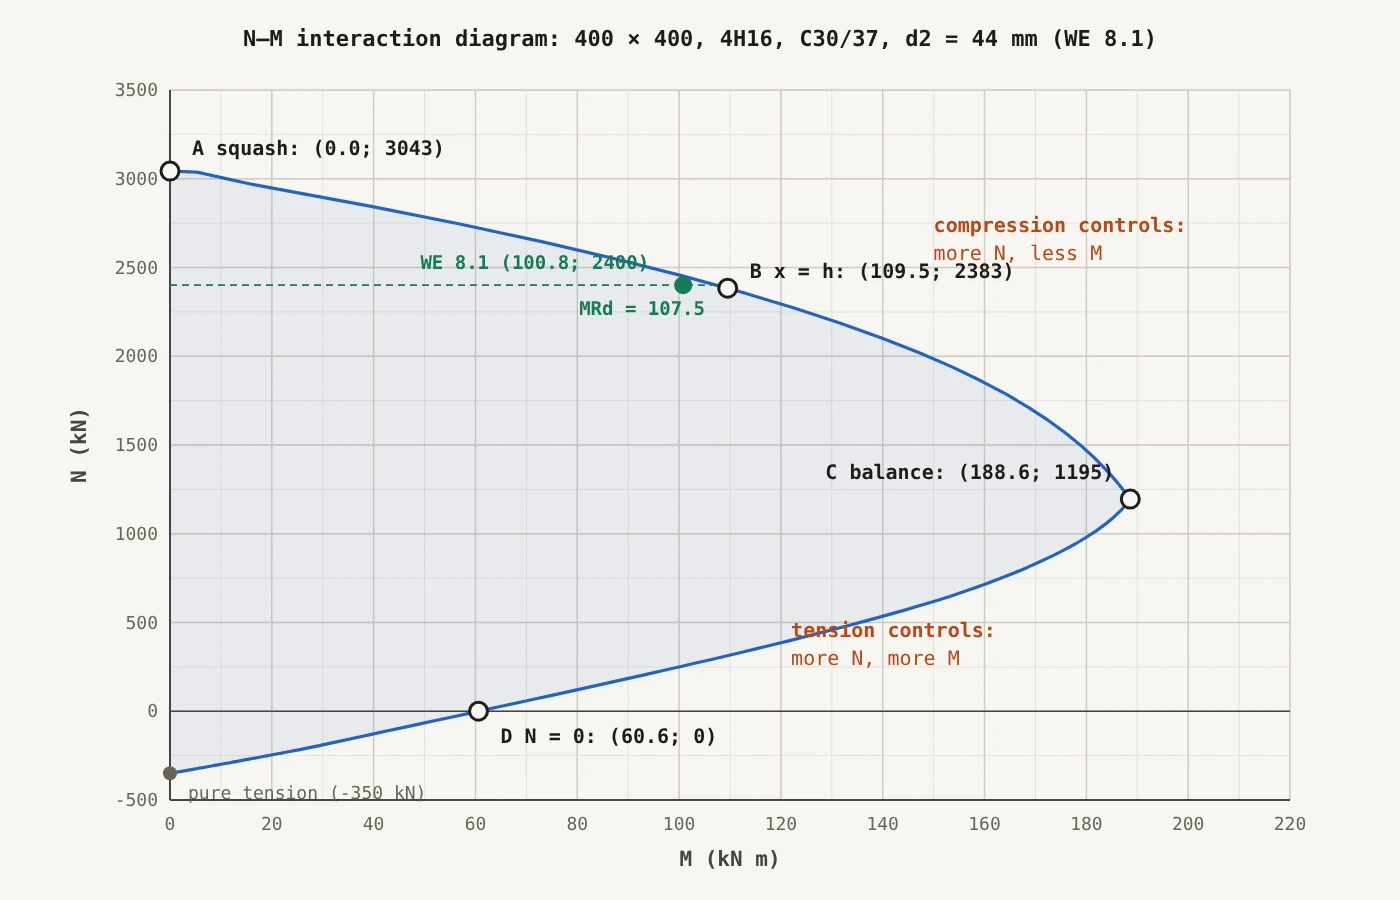 N—M interaction diagram: 400 × 400, 4H16, C30/37, d2 = 44 mm (WE 8.1)
3500
A squash: (0.0; 3043)
3000
compression controls:
more N, less M
WE 8.1 (100.8; 2400)
2500
B x = h: (109.5; 2383)
MRd = 107.5
2000
N (kN)
1500
C balance: (188.6; 1195)
1000
500
tension controls:
more N, more M
0
D N = 0: (60.6; 0)
pure tension (-350 kN)
-500
0 20 40 60 80 100 120 140 160 180 200 220
M (kN m)